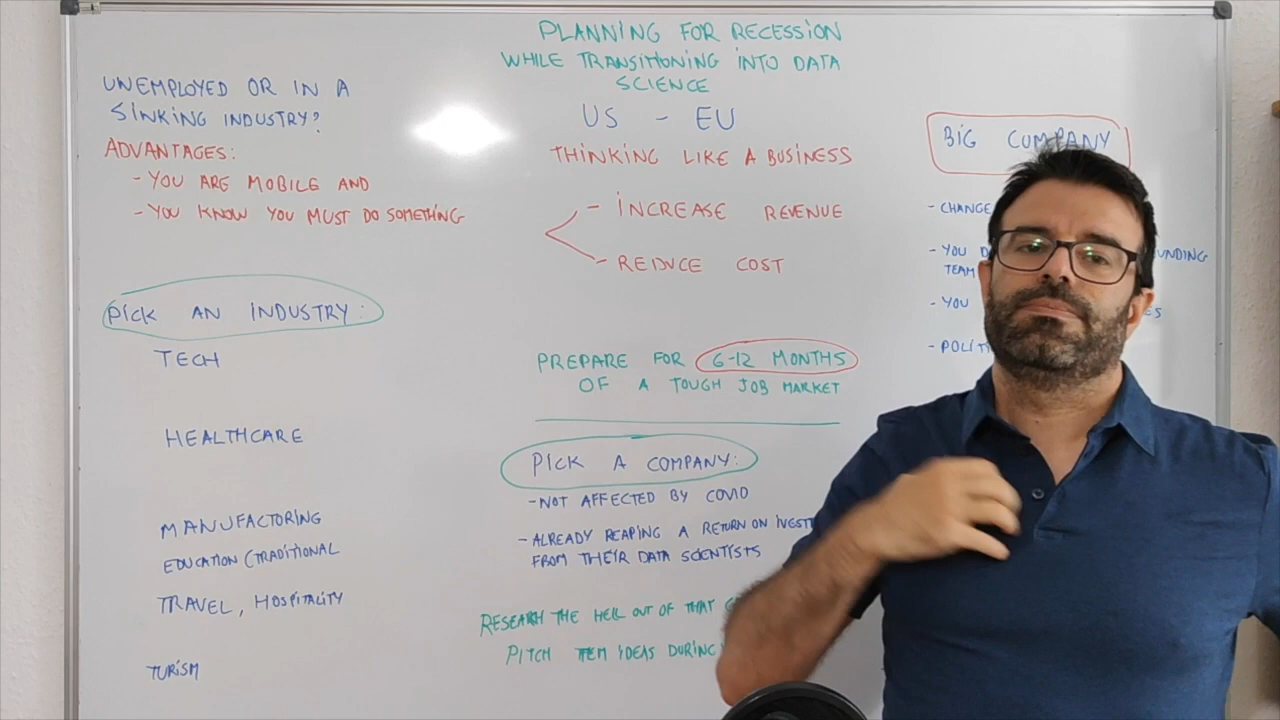 PLANNING FOR RECESSION
WHILE TRANSITIONING INTO DATA
SCIENCE
US - EU
THINKING LIKE A BUSINESS
- INCREASE REVENUE
- REDUCE COST
PREPARE FOR 6-12 MONTHS
OF A TOUGH JOB MARKET
UNEMPLOYED OR IN A
SINKING INDUSTRY?
ADVANTAGES:
- YOU ARE MOBILE AND
- YOU KNOW YOU MUST DO SOMETHING
PICK AN INDUSTRY:
TECH
HEALTHCARE
MANUFACTORING
EDUCATION (TRADITIONAL
TRAVEL, HOSPITALITY
TURISM
PICK A COMPANY:
- NOT AFFECTED BY COVID
- ALREADY REAPING A RETURN ON
FROM THEIR DATA SCIENTISTS
RESEARCH THE HELL OUT OF THAT
PITCH TEM IDEAS DURING
BIG COMPANY
- CHANGE
- YOU
TEAM
- YOU
-